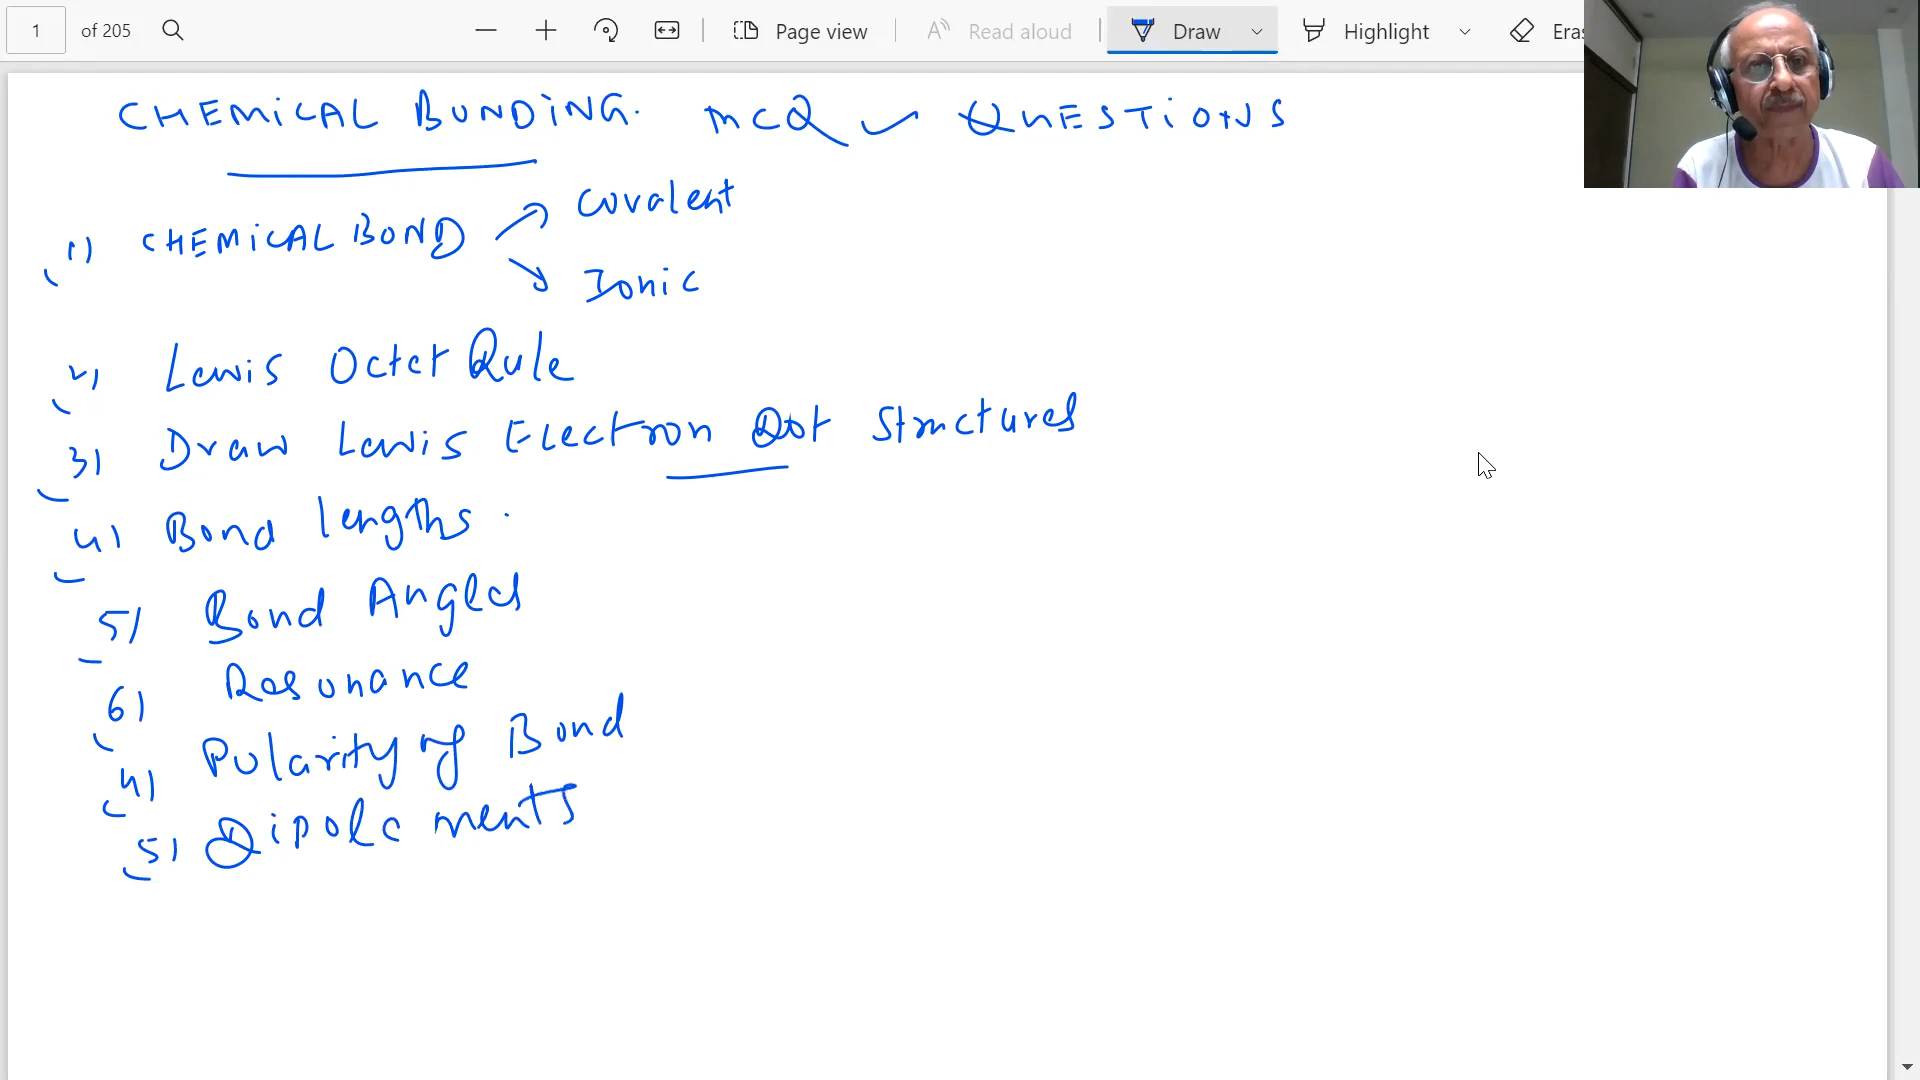 1 of 205 Page view Read aloud Draw Highlight Eras
CHEMICAL BONDING. MCQ QUESTIONS
1) CHEMICAL BOND
Covalent
Ionic
2) Lewis Octet Rule
3) Draw Lewis Electron Dot Structures
4) Bond lengths.
5) Bond Angles
6) Resonance
4) Polarity of Bond
5) Dipole ments